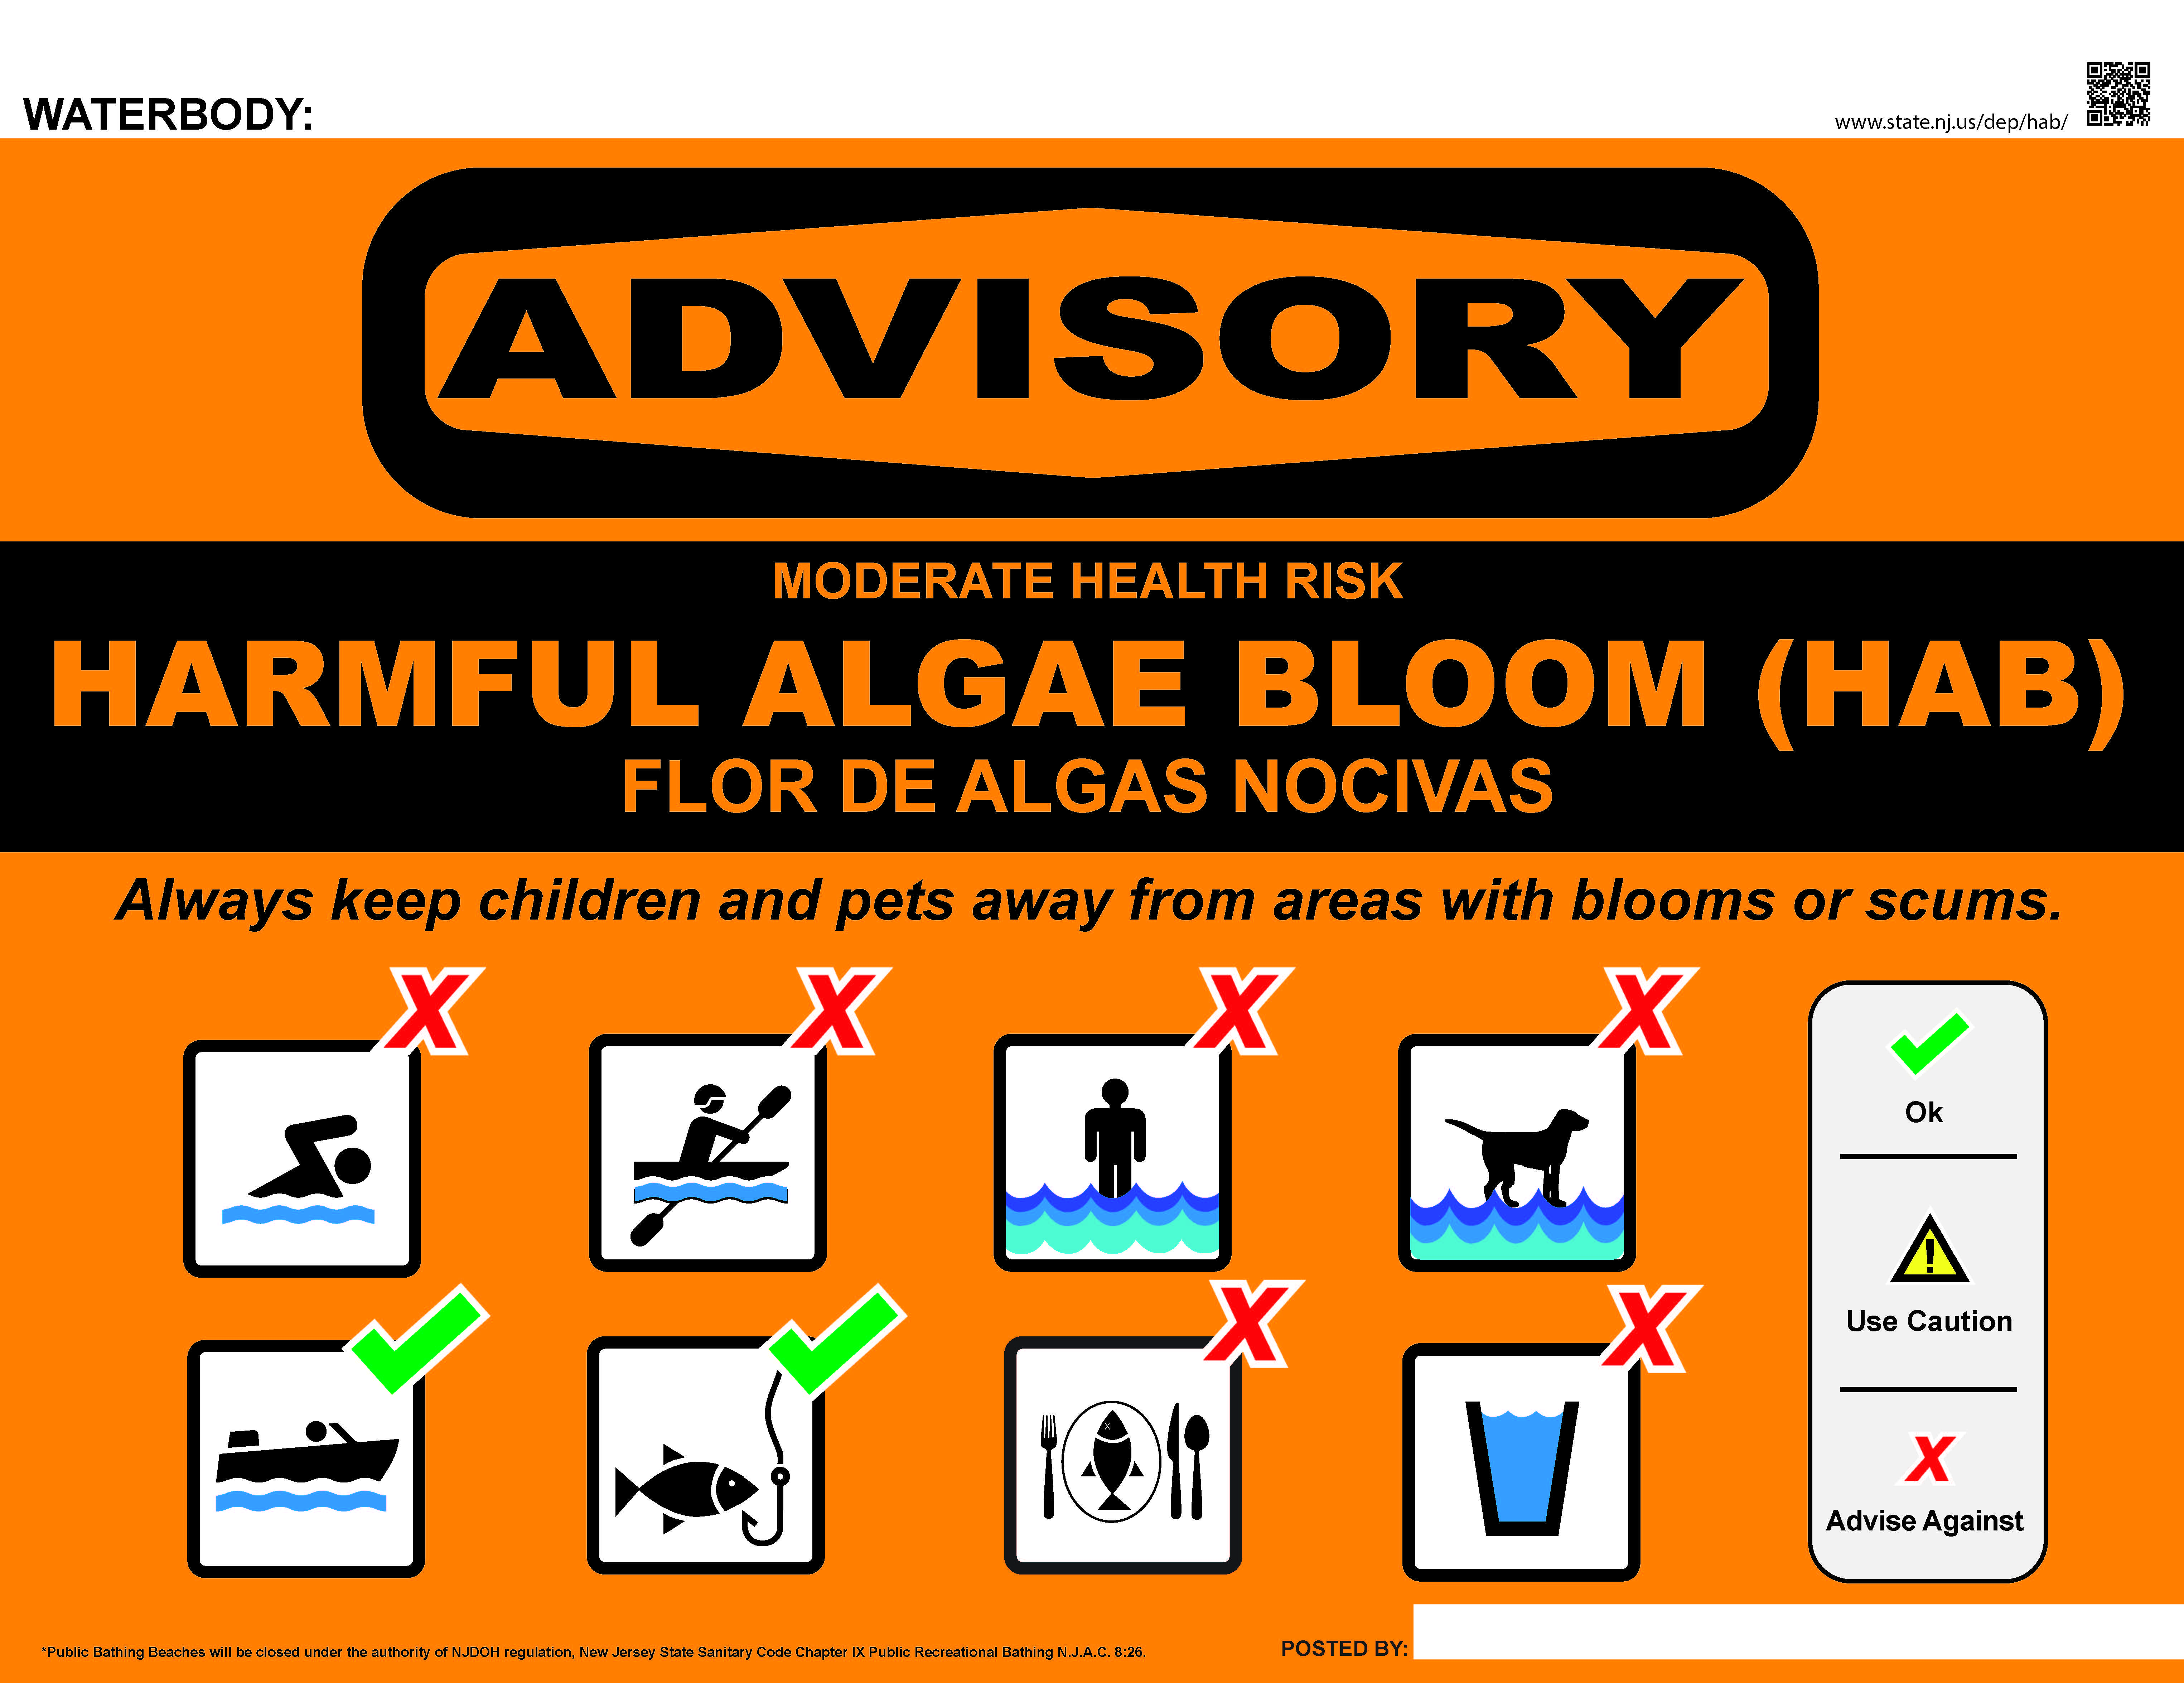 WATERBODY:
www.state.nj.us/dep/hab/
ADVISORY
MODERATE HEALTH RISK
HARMFUL ALGAE BLOOM (HAB)
FLOR DE ALGAS NOCIVAS
Always keep children and pets away from areas with blooms or scums.
X
X
X
X
X
X
Ok
!
Use Caution
X
Advise Against
*Public Bathing Beaches will be closed under the authority of NJDOH regulation, New Jersey State Sanitary Code Chapter IX Public Recreational Bathing N.J.A.C. 8:26.
POSTED BY: